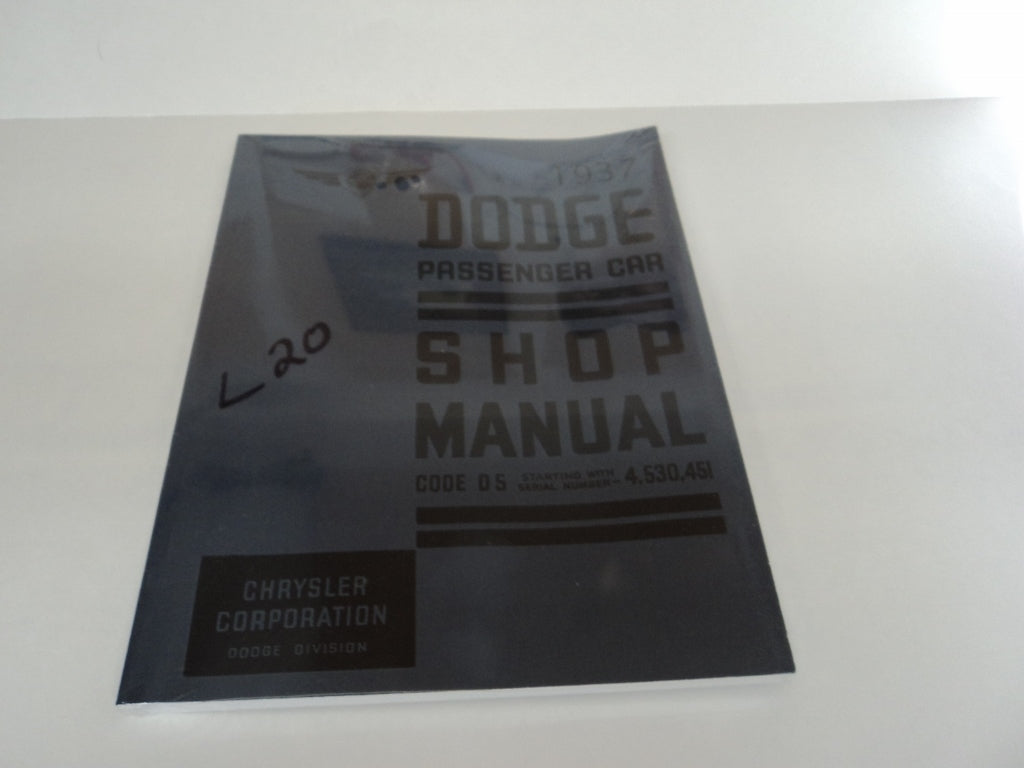 1937
DODGE
PASSENGER CAR
SHOP
MANUAL
CODE D5 STARTING WITH SERIAL NUMBER- 4,530,451
L 20
CHRYSLER
CORPORATION
DODGE DIVISION